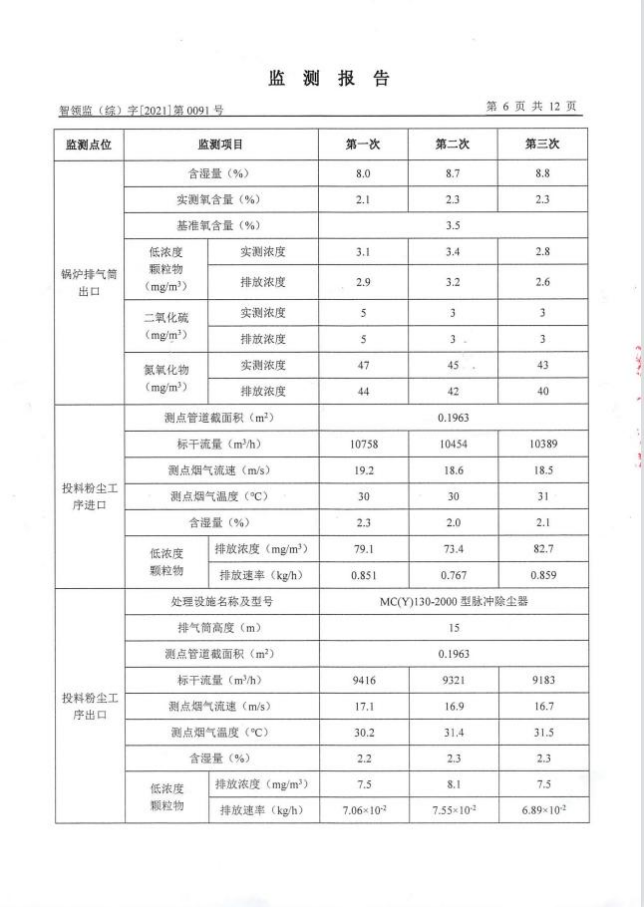 监测报告
智领监（综）字[2021]第0091号 第 6 页 共 12 页
监测点位 监测项目 第一次 第二次 第三次
锅炉排气筒出口
含湿量（%） 8.0 8.7 8.8
实测氧含量（%） 2.1 2.3 2.3
基准氧含量（%） 3.5
低浓度颗粒物（mg/m³）
实测浓度 3.1 3.4 2.8
排放浓度 2.9 3.2 2.6
二氧化硫（mg/m³）
实测浓度 5 3 3
排放浓度 5 3 3
氮氧化物（mg/m³）
实测浓度 47 45 43
排放浓度 44 42 40
投料粉尘工序进口
测点管道截面积（m²） 0.1963
标干流量（m³/h） 10758 10454 10389
测点烟气流速（m/s） 19.2 18.6 18.5
测点烟气温度（℃） 30 30 31
含湿量（%） 2.3 2.0 2.1
低浓度颗粒物
排放浓度（mg/m³） 79.1 73.4 82.7
排放速率（kg/h） 0.851 0.767 0.859
投料粉尘工序出口
处理设施名称及型号 MC(Y)130-2000 型脉冲除尘器
排气筒高度（m） 15
测点管道截面积（m²） 0.1963
标干流量（m³/h） 9416 9321 9183
测点烟气流速（m/s） 17.1 16.9 16.7
测点烟气温度（℃） 30.2 31.4 31.5
含湿量（%） 2.2 2.3 2.3
低浓度颗粒物
排放浓度（mg/m³） 7.5 8.1 7.5
排放速率（kg/h） 7.06×10⁻² 7.55×10⁻² 6.89×10⁻²